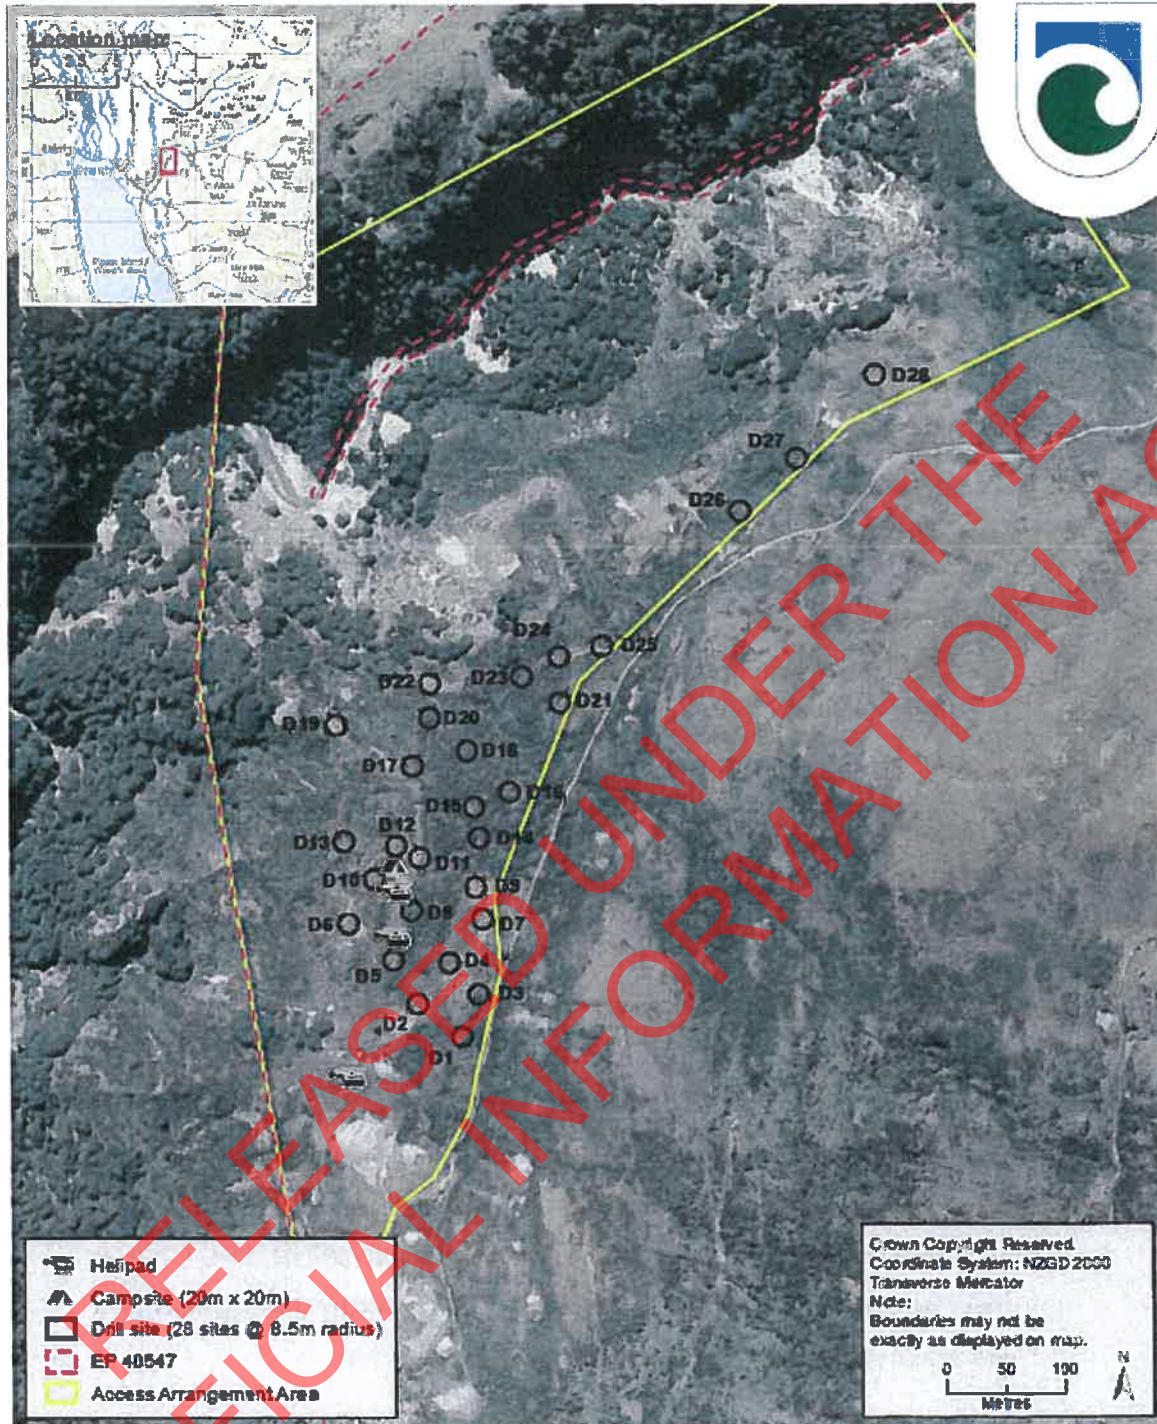 Location map
D28
D27
D26
D24
D25
D23
D22
D21
D20
D19
D18
D17
D16
D15
D14
D12
D13
D11
D10
D9
D8
D7
D6
D4
D5
D3
D2
D1
RELEASED UNDER THE
OFFICIAL INFORMATION ACT
Helipad
Campsite (20m x 20m)
Drill site (28 sites @ 8.5m radius)
EP 40547
Access Arrangement Area
Crown Copyright Reserved.
Coordinate System: NZGD 2000
Transverse Mercator
Note:
Boundaries may not be
exactly as displayed on map.
N
0 50 100
Metres